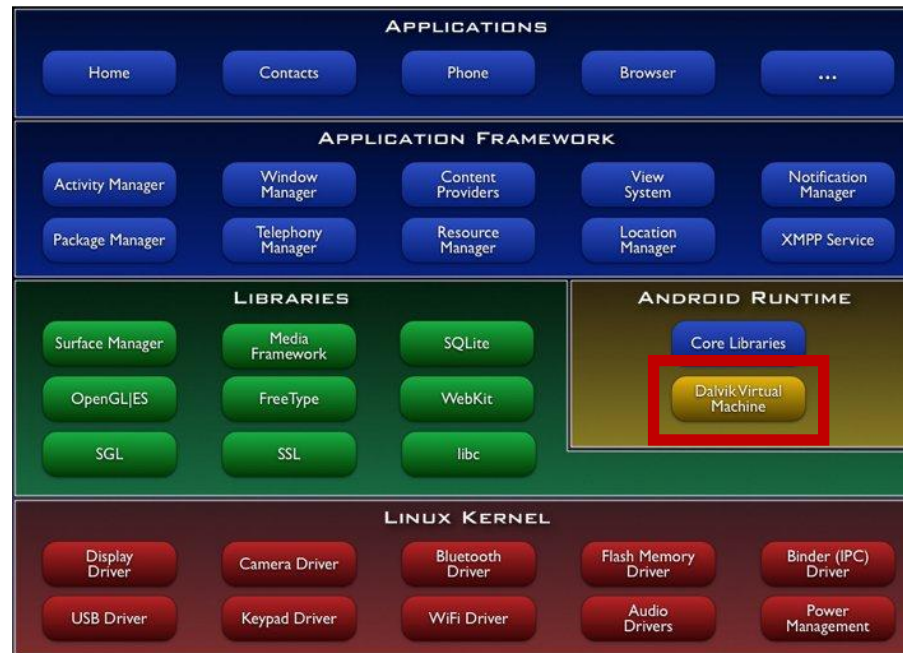 APPLICATIONS
Home Contacts Phone Browser ...
APPLICATION FRAMEWORK
Activity Manager Window Manager Content Providers View System Notification Manager
Package Manager Telephony Manager Resource Manager Location Manager XMPP Service
LIBRARIES
Surface Manager Media Framework SQLite
OpenGL|ES FreeType WebKit
SGL SSL libc
ANDROID RUNTIME
Core Libraries
Dalvik Virtual
Machine
LINUX KERNEL
Display Driver Camera Driver Bluetooth Driver Flash Memory Driver Binder (IPC) Driver
USB Driver Keypad Driver WiFi Driver Audio Drivers Power Management